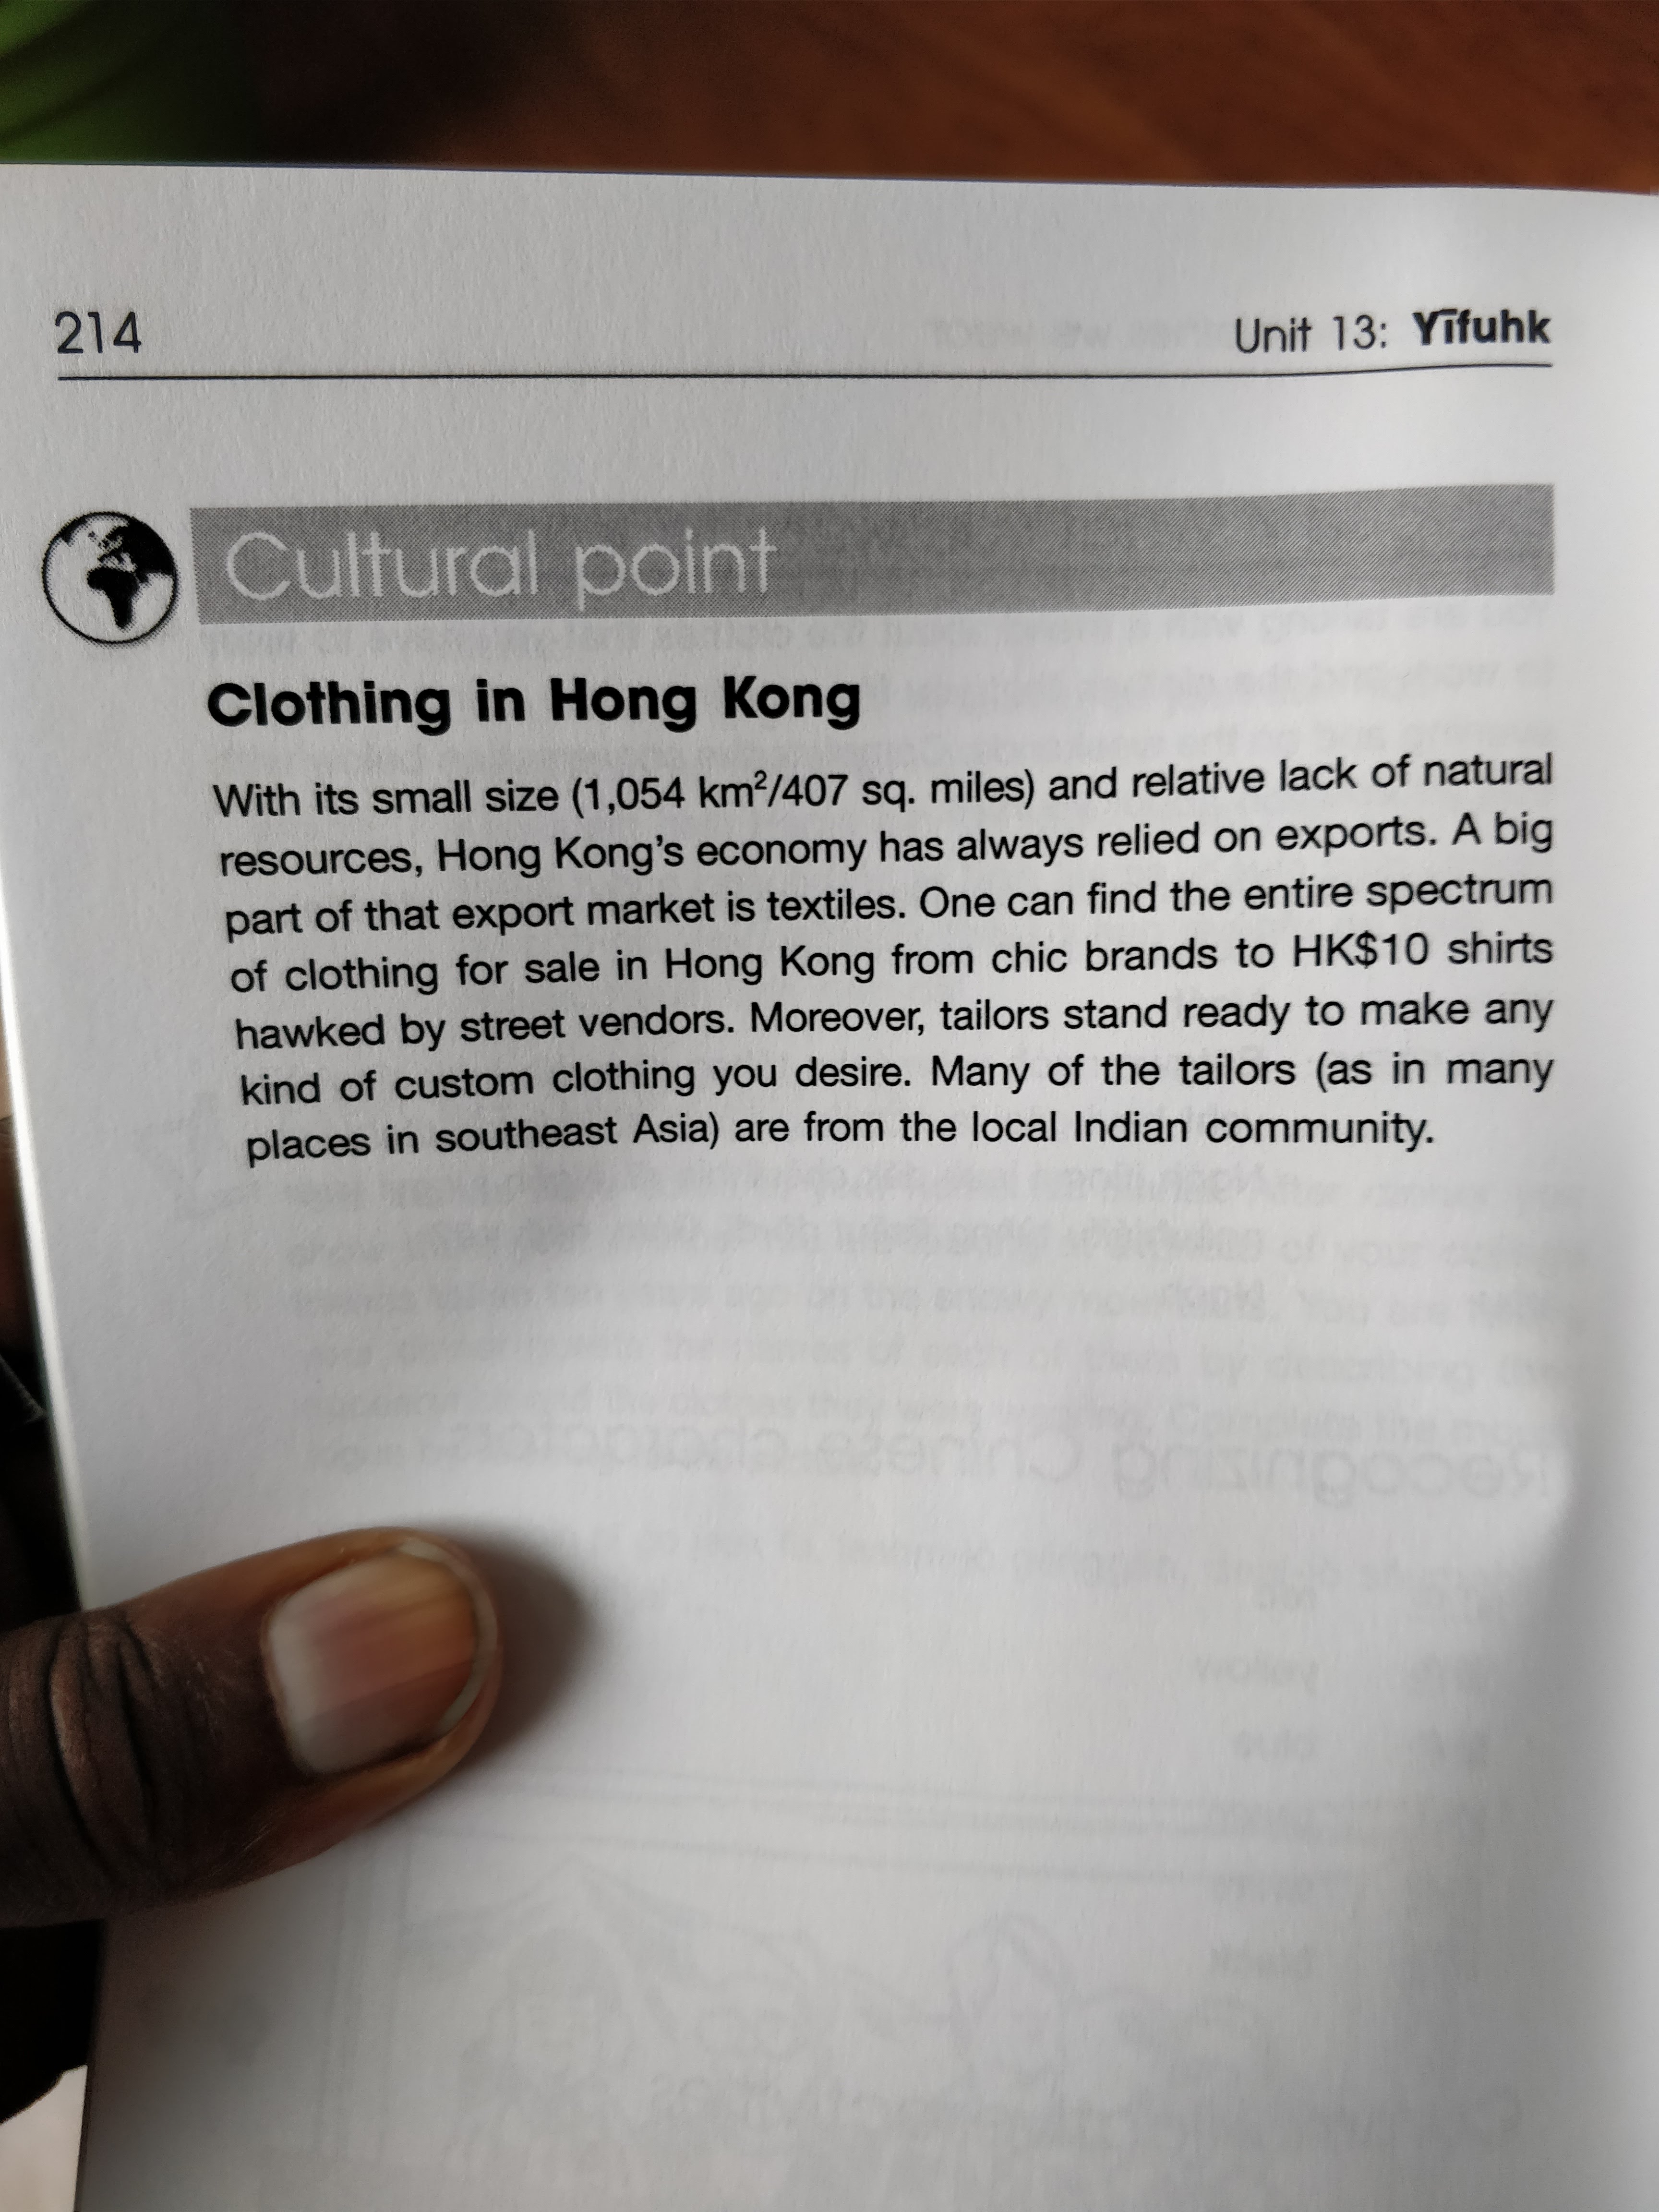 214
Unit 13: Yīfuhk
Cultural point
Clothing in Hong Kong
With its small size (1,054 km²/407 sq. miles) and relative lack of natural
resources, Hong Kong's economy has always relied on exports. A big
part of that export market is textiles. One can find the entire spectrum
of clothing for sale in Hong Kong from chic brands to HK$10 shirts
hawked by street vendors. Moreover, tailors stand ready to make any
kind of custom clothing you desire. Many of the tailors (as in many
places in southeast Asia) are from the local Indian community.